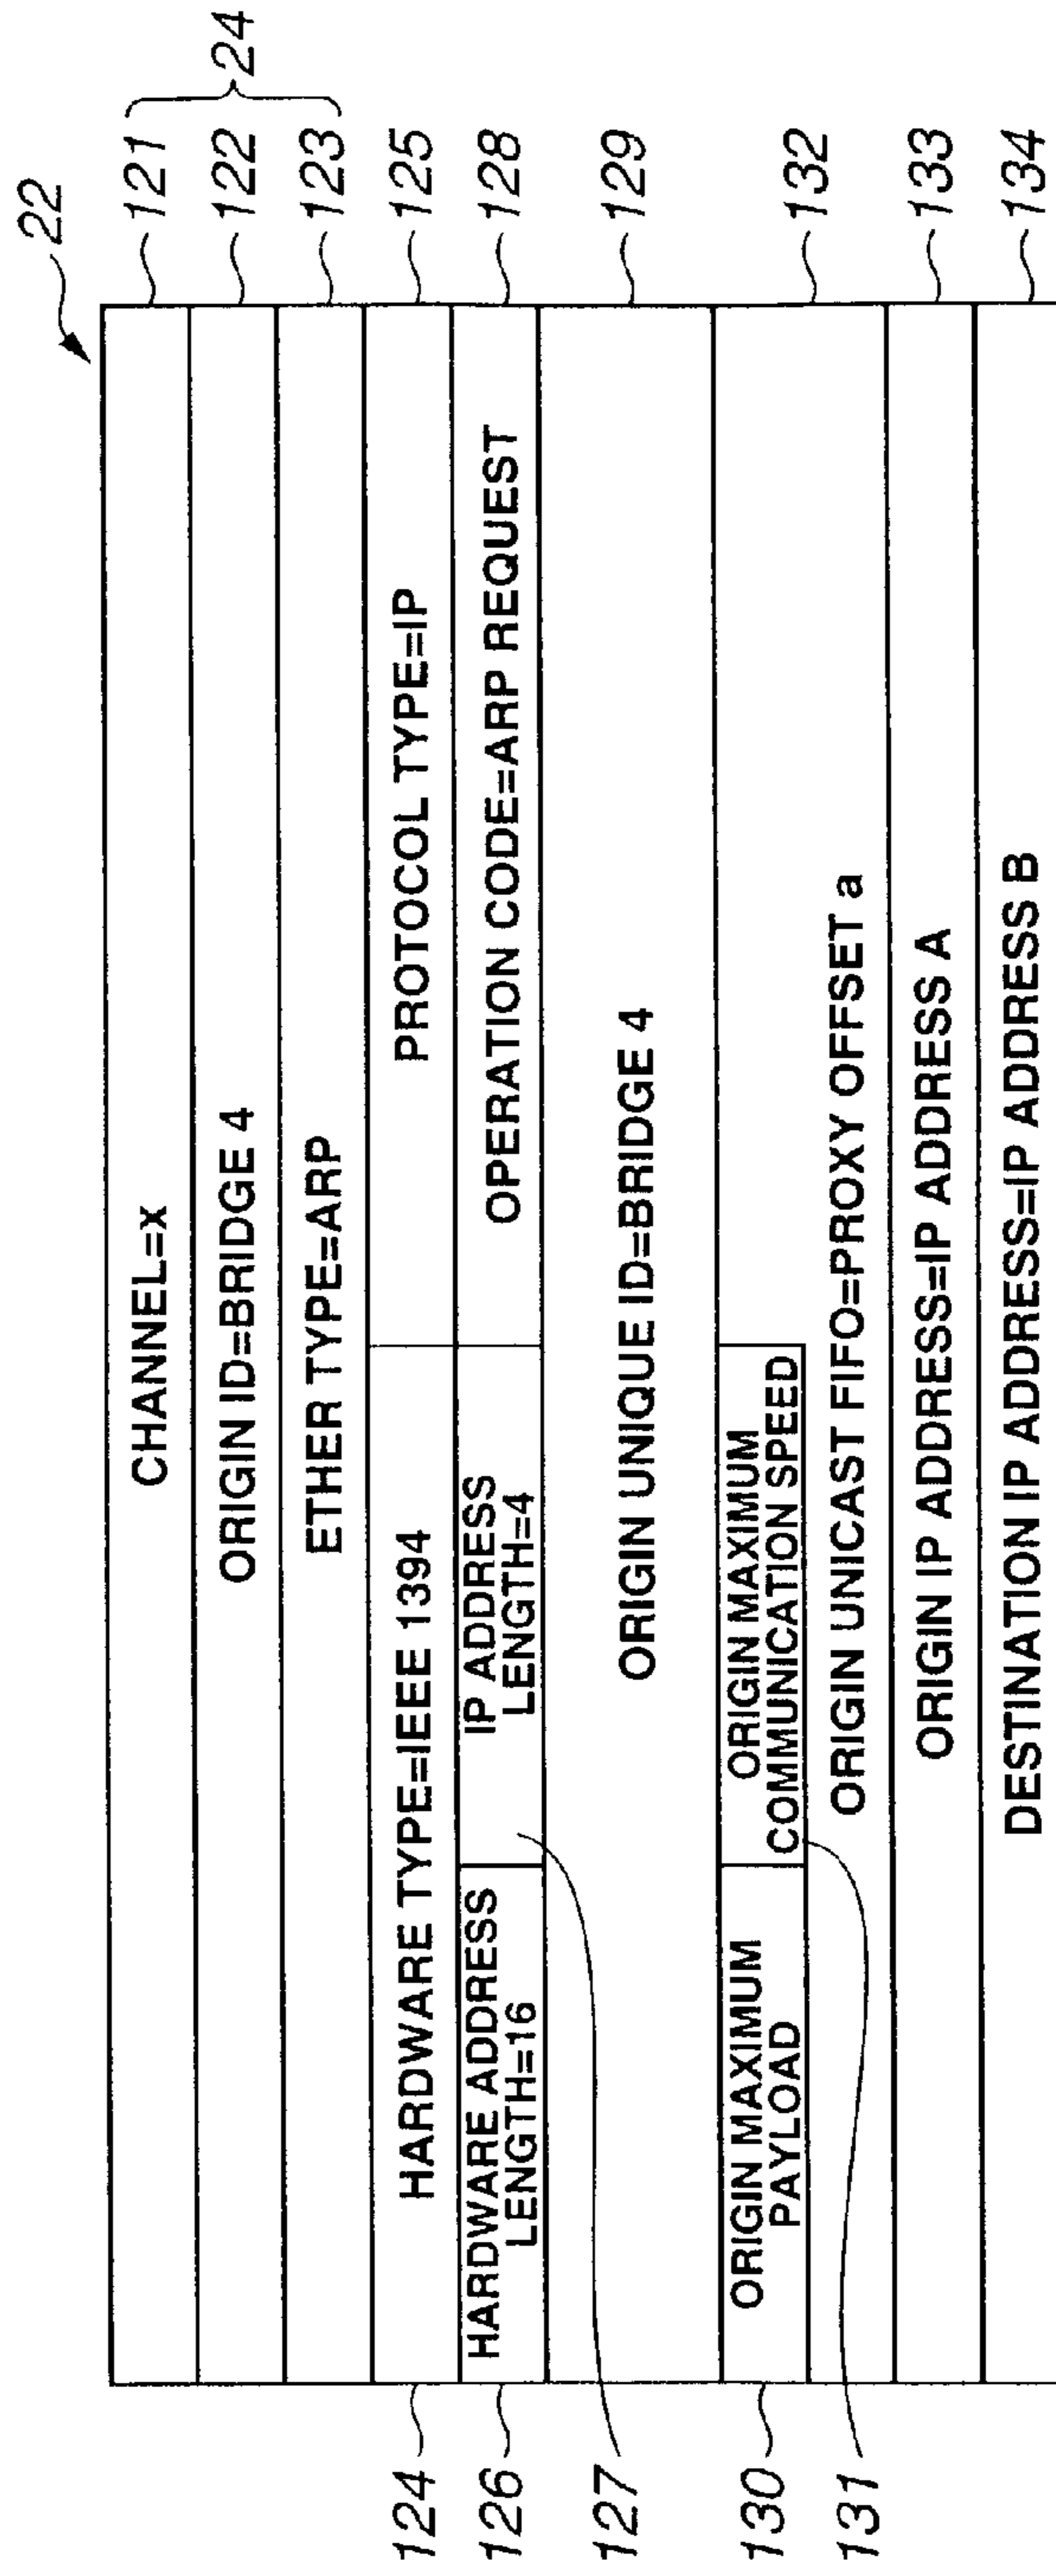 22
CHANNEL=x
121
ORIGIN ID=BRIDGE 4
122
24
ETHER TYPE=ARP
123
124
HARDWARE TYPE=IEEE 1394
PROTOCOL TYPE=IP
125
126
HARDWARE ADDRESS
LENGTH=16
IP ADDRESS
LENGTH=4
OPERATION CODE=ARP REQUEST
128
127
ORIGIN UNIQUE ID=BRIDGE 4
129
130
ORIGIN MAXIMUM
PAYLOAD
ORIGIN MAXIMUM
COMMUNICATION SPEED
131
ORIGIN UNICAST FIFO=PROXY OFFSET a
132
ORIGIN IP ADDRESS=IP ADDRESS A
133
DESTINATION IP ADDRESS=IP ADDRESS B
134